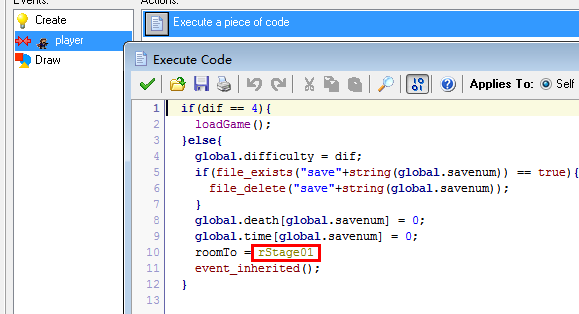 Events:
Actions:
Create
player
Draw
Execute a piece of code
Execute Code
Applies To:
Self
1 if(dif == 4){
2 loadGame();
3 }else{
4 global.difficulty = dif;
5 if(file_exists("save"+string(global.savenum)) == true){
6 file_delete("save"+string(global.savenum));
7 }
8 global.death[global.savenum] = 0;
9 global.time[global.savenum] = 0;
10 roomTo = rStage01
11 event_inherited();
12 }
13